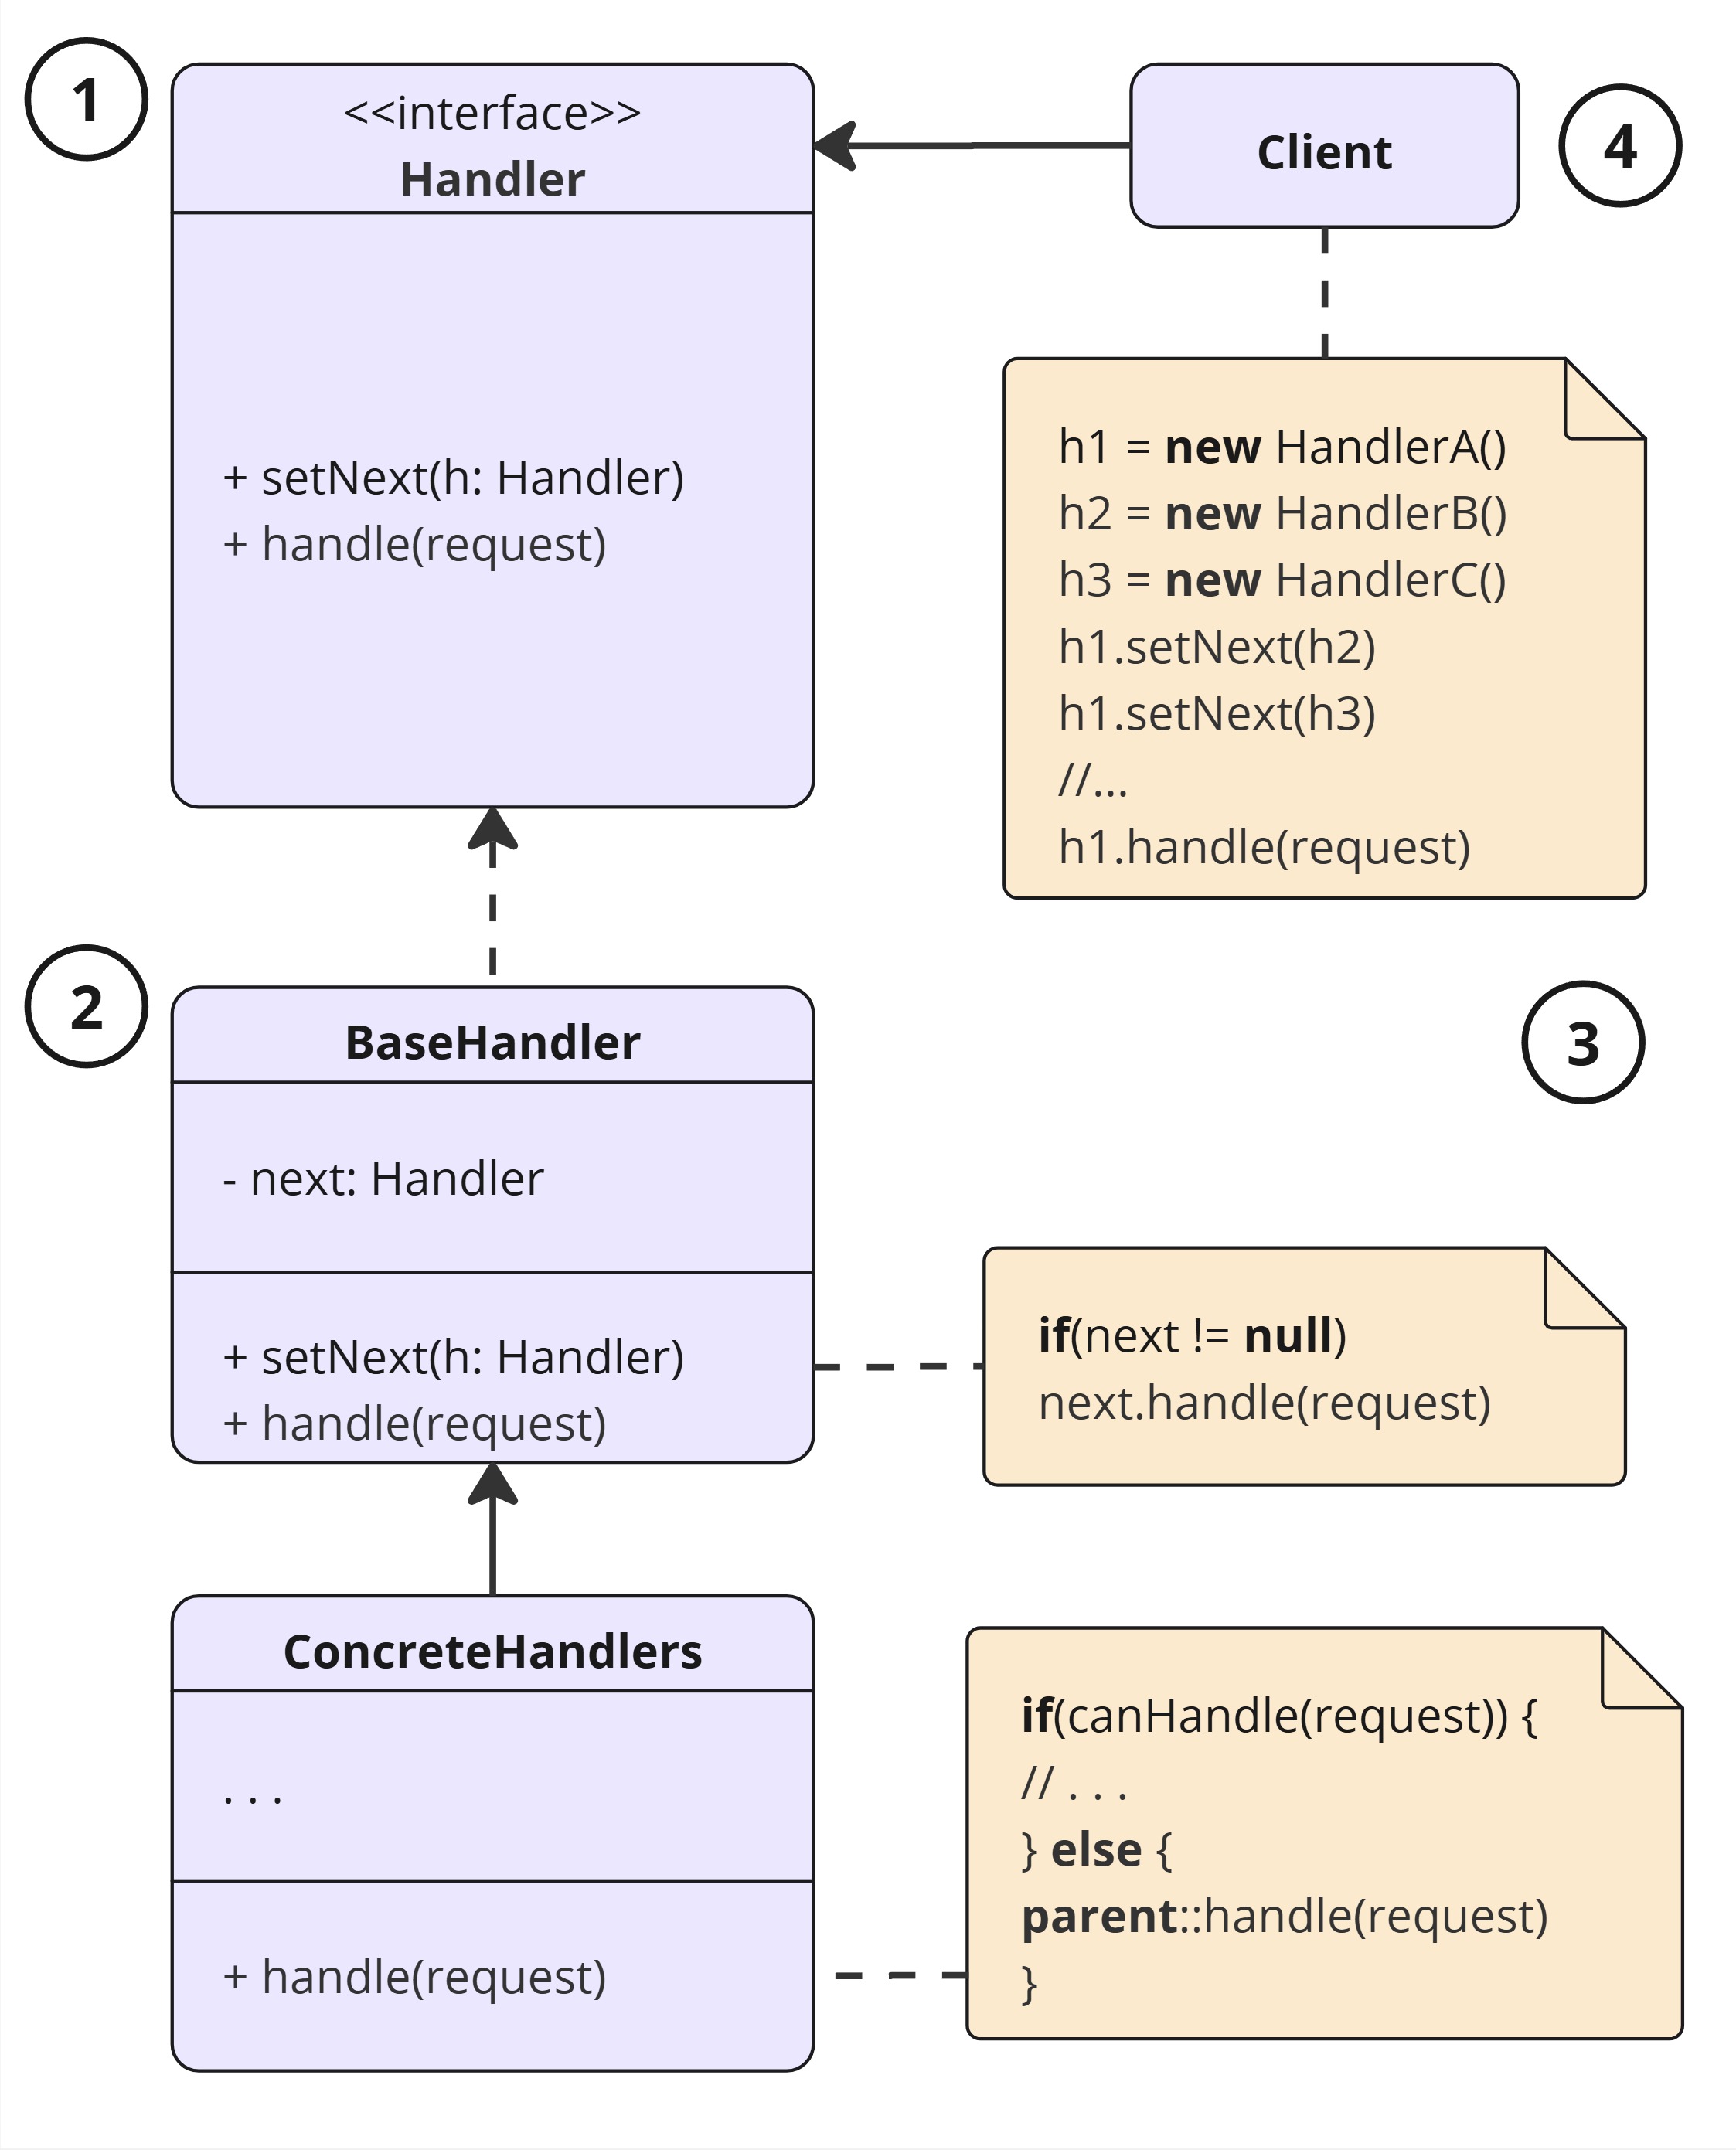 1
<<interface>>
Handler
+ setNext(h: Handler)
+ handle(request)
Client
4
h1 = new HandlerA()
h2 = new HandlerB()
h3 = new HandlerC()
h1.setNext(h2)
h1.setNext(h3)
//...
h1.handle(request)
2
BaseHandler
- next: Handler
+ setNext(h: Handler)
+ handle(request)
3
if(next != null)
next.handle(request)
ConcreteHandlers
. . .
+ handle(request)
if(canHandle(request)) {
// . . .
} else {
parent::handle(request)
}